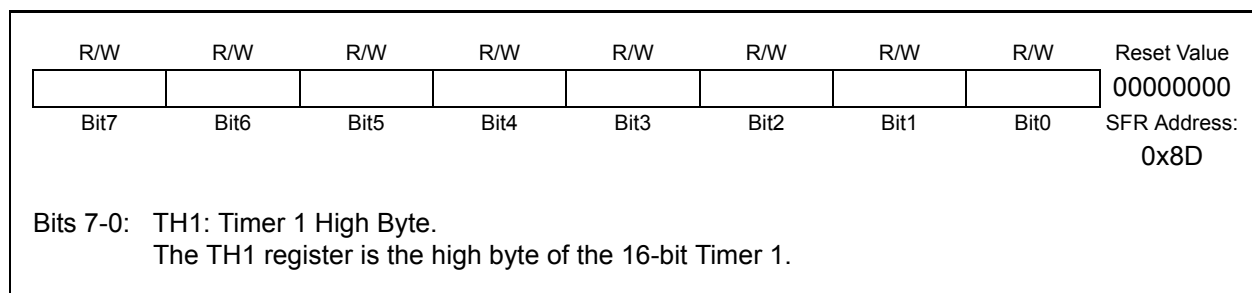 R/W R/W R/W R/W R/W R/W R/W R/W Reset Value
00000000
Bit7 Bit6 Bit5 Bit4 Bit3 Bit2 Bit1 Bit0 SFR Address:
0x8D
Bits 7-0: TH1: Timer 1 High Byte.
The TH1 register is the high byte of the 16-bit Timer 1.